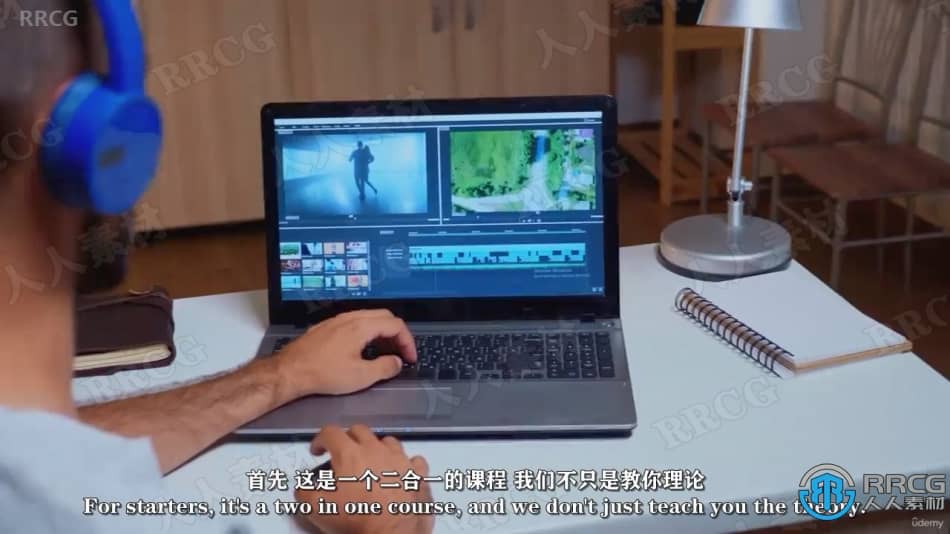 RRCG
首先 这是一个二合一的课程 我们不只是教你理论
For starters, it's a two in one course, and we don't just teach you the theory.
RRCG
人人素材
ûdemy